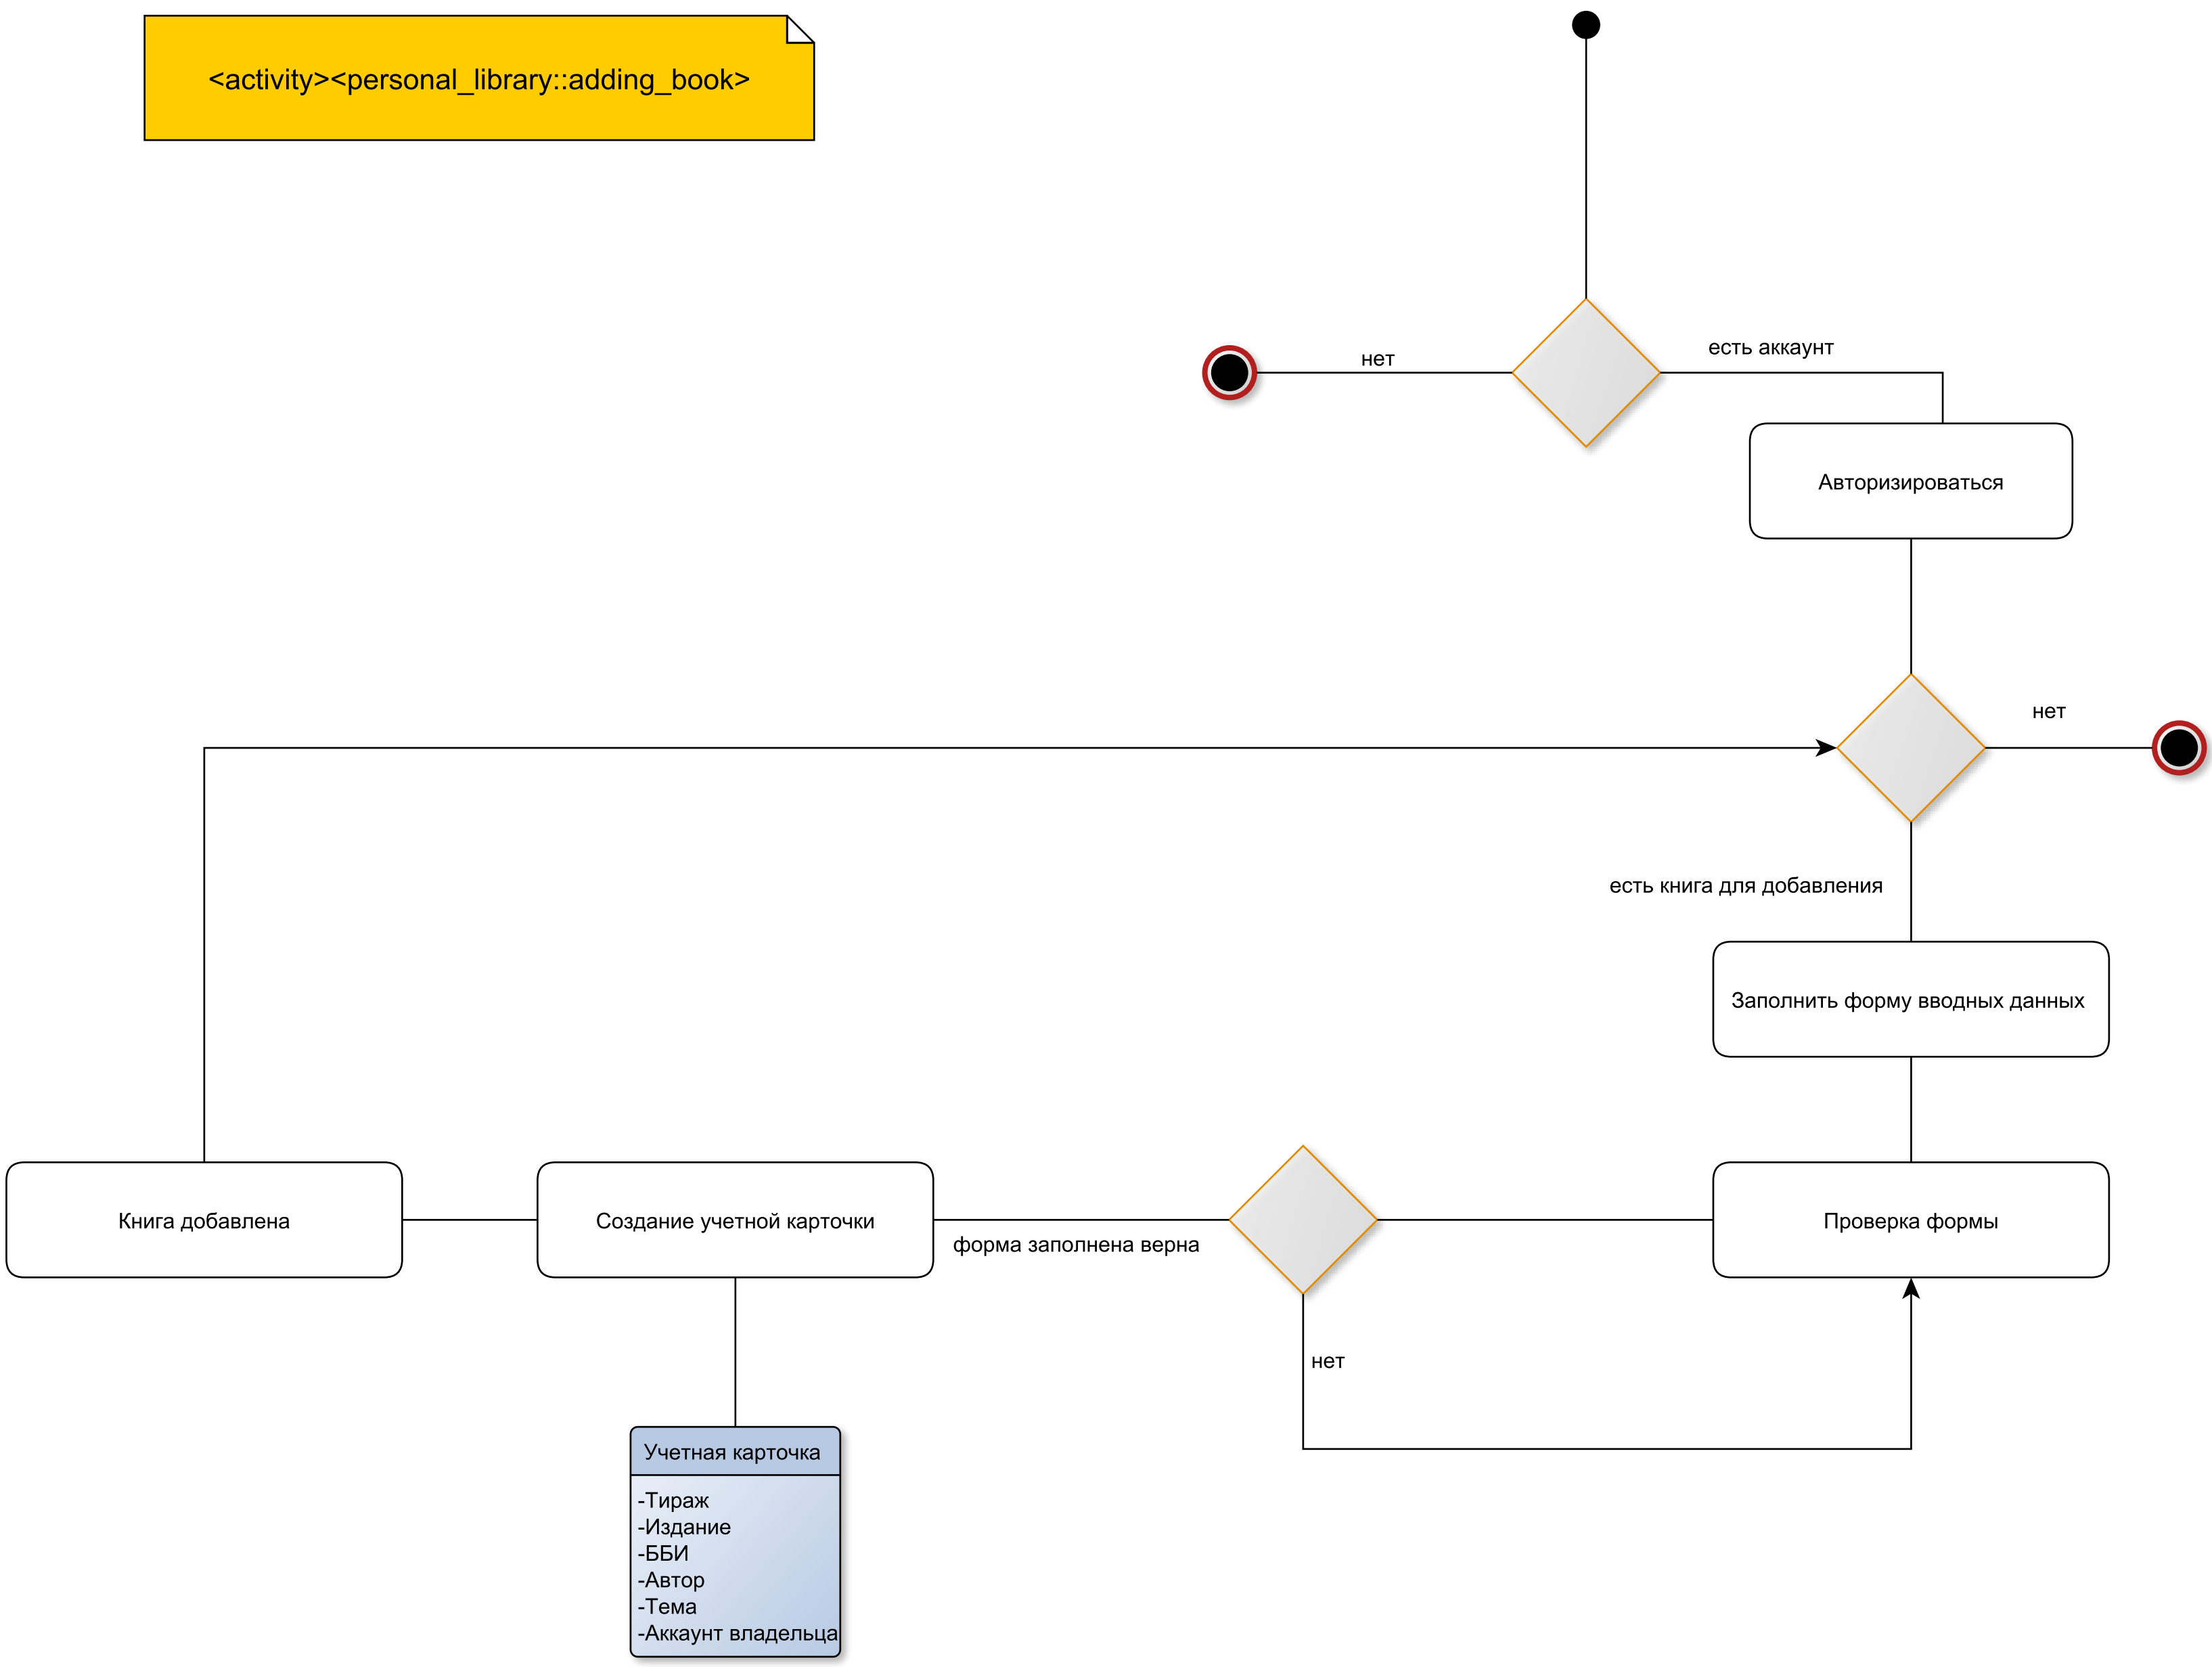 <activity><personal_library::adding_book>
нет
есть аккаунт
Авторизироваться
нет
есть книга для добавления
Заполнить форму вводных данных
Книга добавлена
Создание учетной карточки
форма заполнена верна
Проверка формы
нет
Учетная карточка
-Тираж
-Издание
-ББИ
-Автор
-Тема
-Аккаунт владельца